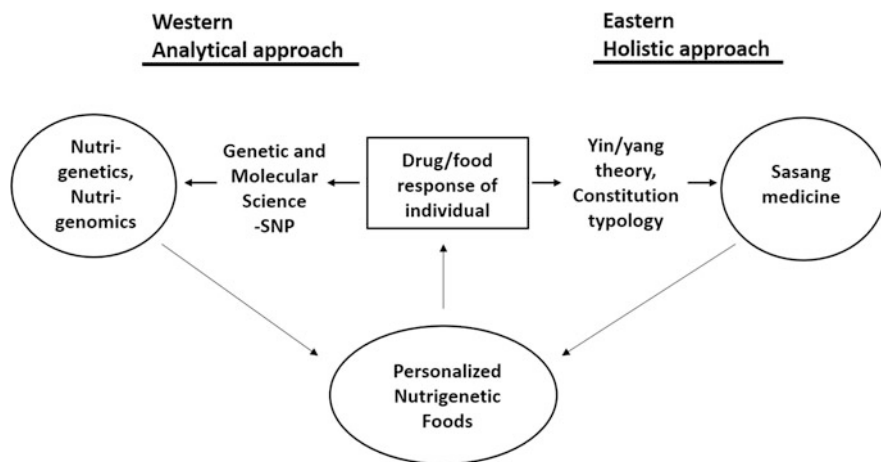 Western
Analytical approach
Eastern
Holistic approach
Nutri-
genetics,
Nutri-
genomics
Genetic and
Molecular
Science
-SNP
Drug/food
response of
individual
Yin/yang
theory,
Constitution
typology
Sasang
medicine
Personalized
Nutrigenetic
Foods